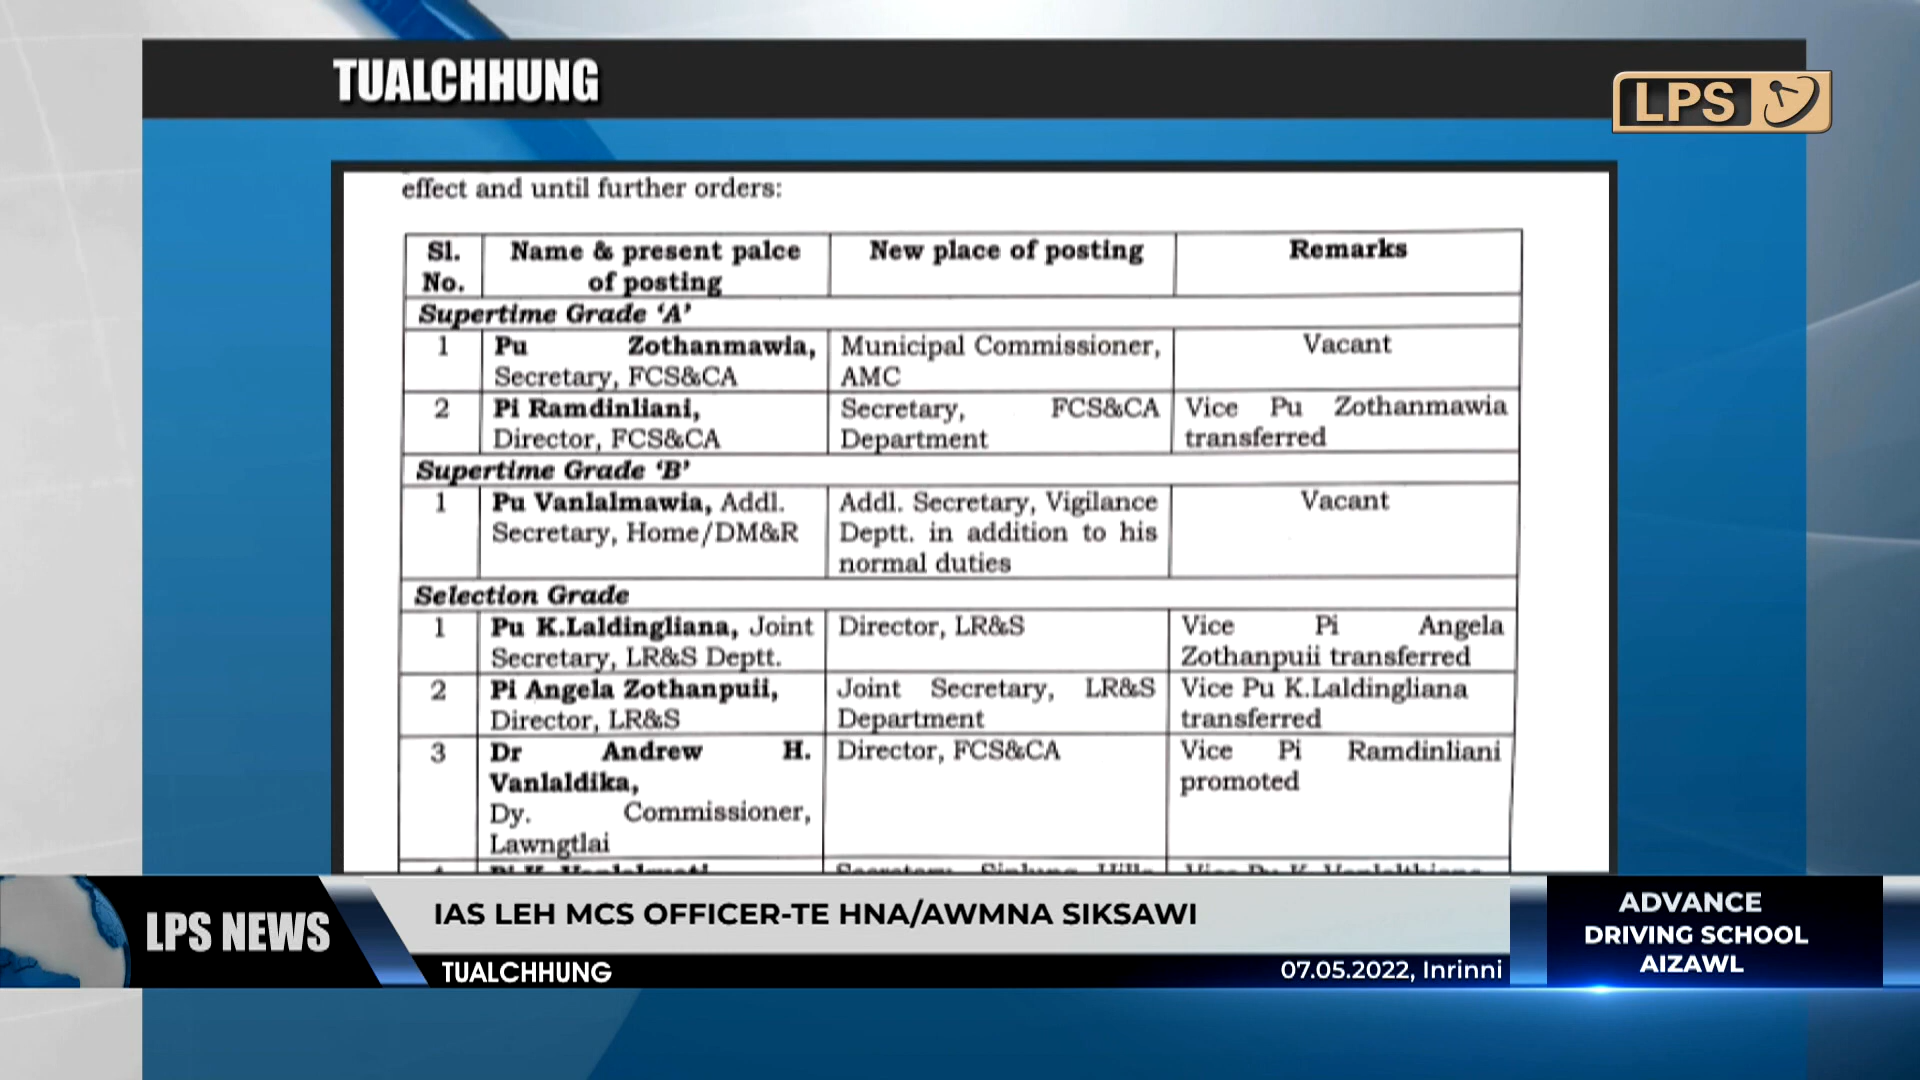 TUALCHHUNG
LPS
effect and until further orders:
Sl. No. Name & present palce of posting New place of posting Remarks
Supertime Grade 'A'
1 Pu Zothanmawia, Municipal Commissioner, Vacant
Secretary, FCS&CA AMC
2 Pi Ramdinliani, Secretary, FCS&CA Vice Pu Zothanmawia
Director, FCS&CA Department transferred
Supertime Grade 'B'
1 Pu Vanlalmawia, Addl. Addl. Secretary, Vigilance Vacant
Secretary, Home/DM&R Deptt. in addition to his
normal duties
Selection Grade
1 Pu K.Laldingliana, Joint Director, LR&S Vice Pi Angela
Secretary, LR&S Deptt. Zothanpuii transferred
2 Pi Angela Zothanpuii, Joint Secretary, LR&S Vice Pu K.Laldingliana
Director, LR&S Department transferred
3 Dr Andrew H. Director, FCS&CA Vice Pi Ramdinliani
Vanlaldika, promoted
Dy. Commissioner,
Lawngtlai
LPS NEWS
IAS LEH MCS OFFICER-TE HNA/AWMNA SIKSAWI
TUALCHHUNG
07.05.2022, Inrinni
ADVANCE
DRIVING SCHOOL
AIZAWL